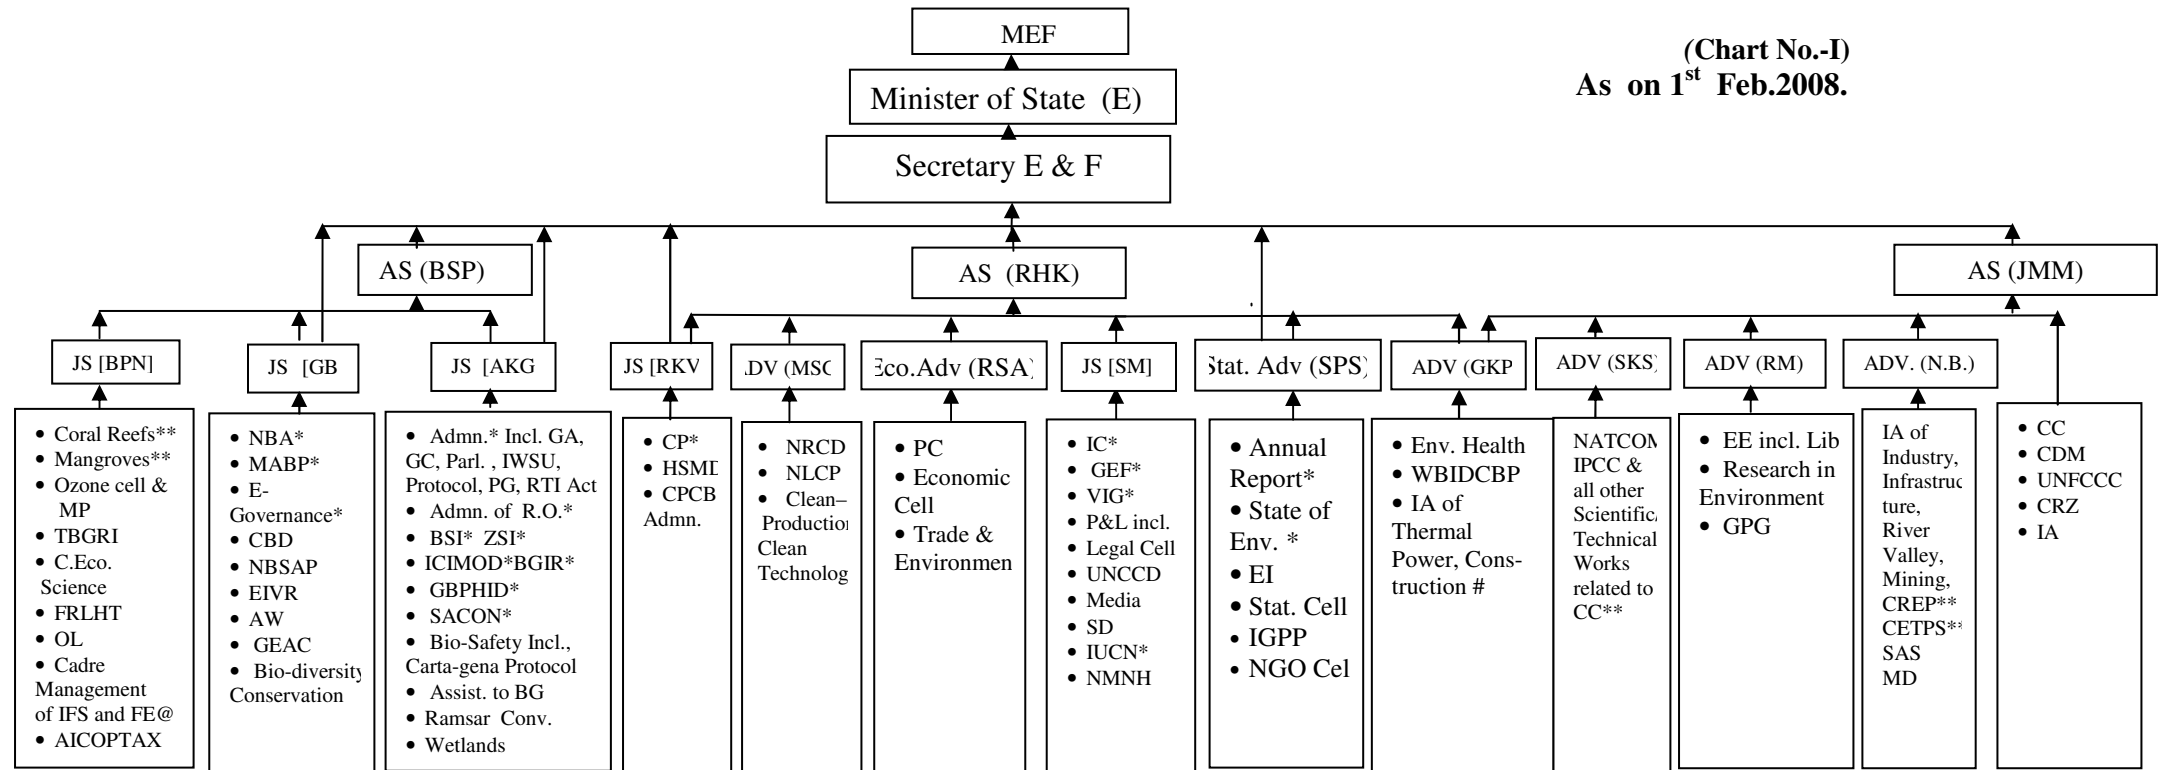 MEF
(Chart No.-I)
As on 1st Feb.2008.
Minister of State (E)
Secretary E & F
AS (BSP)
AS (RHK)
AS (JMM)
JS [BPN]
JS [GB
JS [AKG
JS [RKV
DV (MSC
Eco.Adv (RSA)
JS [SM]
Stat. Adv (SPS)
ADV (GKP
ADV (SKS)
ADV (RM)
ADV. (N.B.)
• Coral Reefs**
• Mangroves**
• Ozone cell &
MP
• TBGRI
• C.Eco.
Science
• FRLHT
• OL
• Cadre
Management
of IFS and FE@
• AICOPTAX
• NBA*
• MABP*
• E-
Governance*
• CBD
• NBSAP
• EIVR
• AW
• GEAC
• Bio-diversity
Conservation
• Admn.* Incl. GA,
GC, Parl. , IWSU,
Protocol, PG, RTI Act
• Admn. of R.O.*
• BSI* ZSI*
• ICIMOD*BGIR*
• GBPHID*
• SACON*
• Bio-Safety Incl.,
Carta-gena Protocol
• Assist. to BG
• Ramsar Conv.
• Wetlands
• CP*
• HSMD
• CPCB
Admn.
• NRCD
• NLCP
• Clean–
Production
Clean
Technolog
• PC
• Economic
Cell
• Trade &
Environmen
• IC*
• GEF*
• VIG*
• P&L incl.
• Legal Cell
• UNCCD
• Media
• SD
• IUCN*
• NMNH
• Annual
Report*
• State of
Env. *
• EI
• Stat. Cell
• IGPP
• NGO Cel
• Env. Health
• WBIDCBP
• IA of
Thermal
Power, Cons-
truction #
NATCOM
IPCC &
all other
Scientific/
Technical
Works
related to
CC**
• EE incl. Lib
• Research in
Environment
• GPG
IA of
Industry,
Infrastruc
ture,
River
Valley,
Mining,
CREP**
CETPS**
SAS
MD
• CC
• CDM
• UNFCCC
• CRZ
• IA